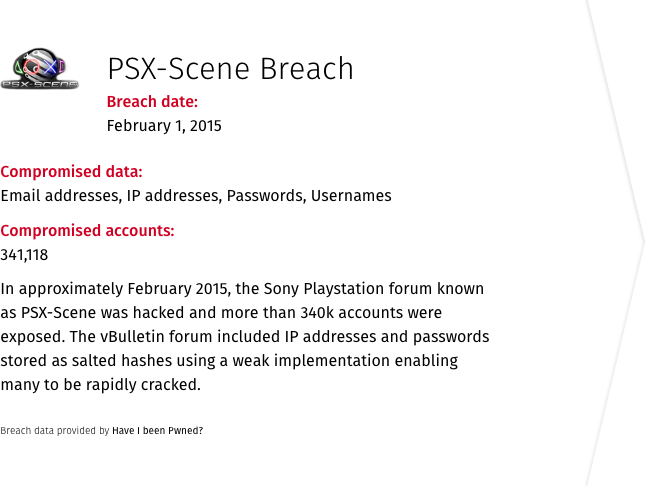 PSX-SCENE
PSX-Scene Breach
Breach date:
February 1, 2015
Compromised data:
Email addresses, IP addresses, Passwords, Usernames
Compromised accounts:
341,118
In approximately February 2015, the Sony Playstation forum known
as PSX-Scene was hacked and more than 340k accounts were
exposed. The vBulletin forum included IP addresses and passwords
stored as salted hashes using a weak implementation enabling
many to be rapidly cracked.
Breach data provided by Have I been Pwned?